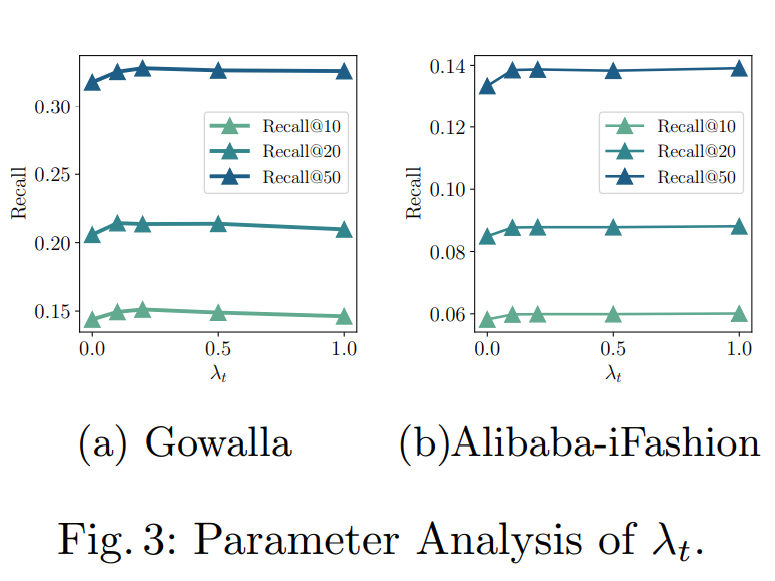 Recall
0.30
0.25
0.20
0.15
Recall@10
Recall@20
Recall@50
0.0
0.5
1.0
λt
(a) Gowalla
Recall
0.14
0.12
0.10
0.08
0.06
Recall@10
Recall@20
Recall@50
0.0
0.5
1.0
λt
(b)Alibaba-iFashion
Fig. 3: Parameter Analysis of λt.